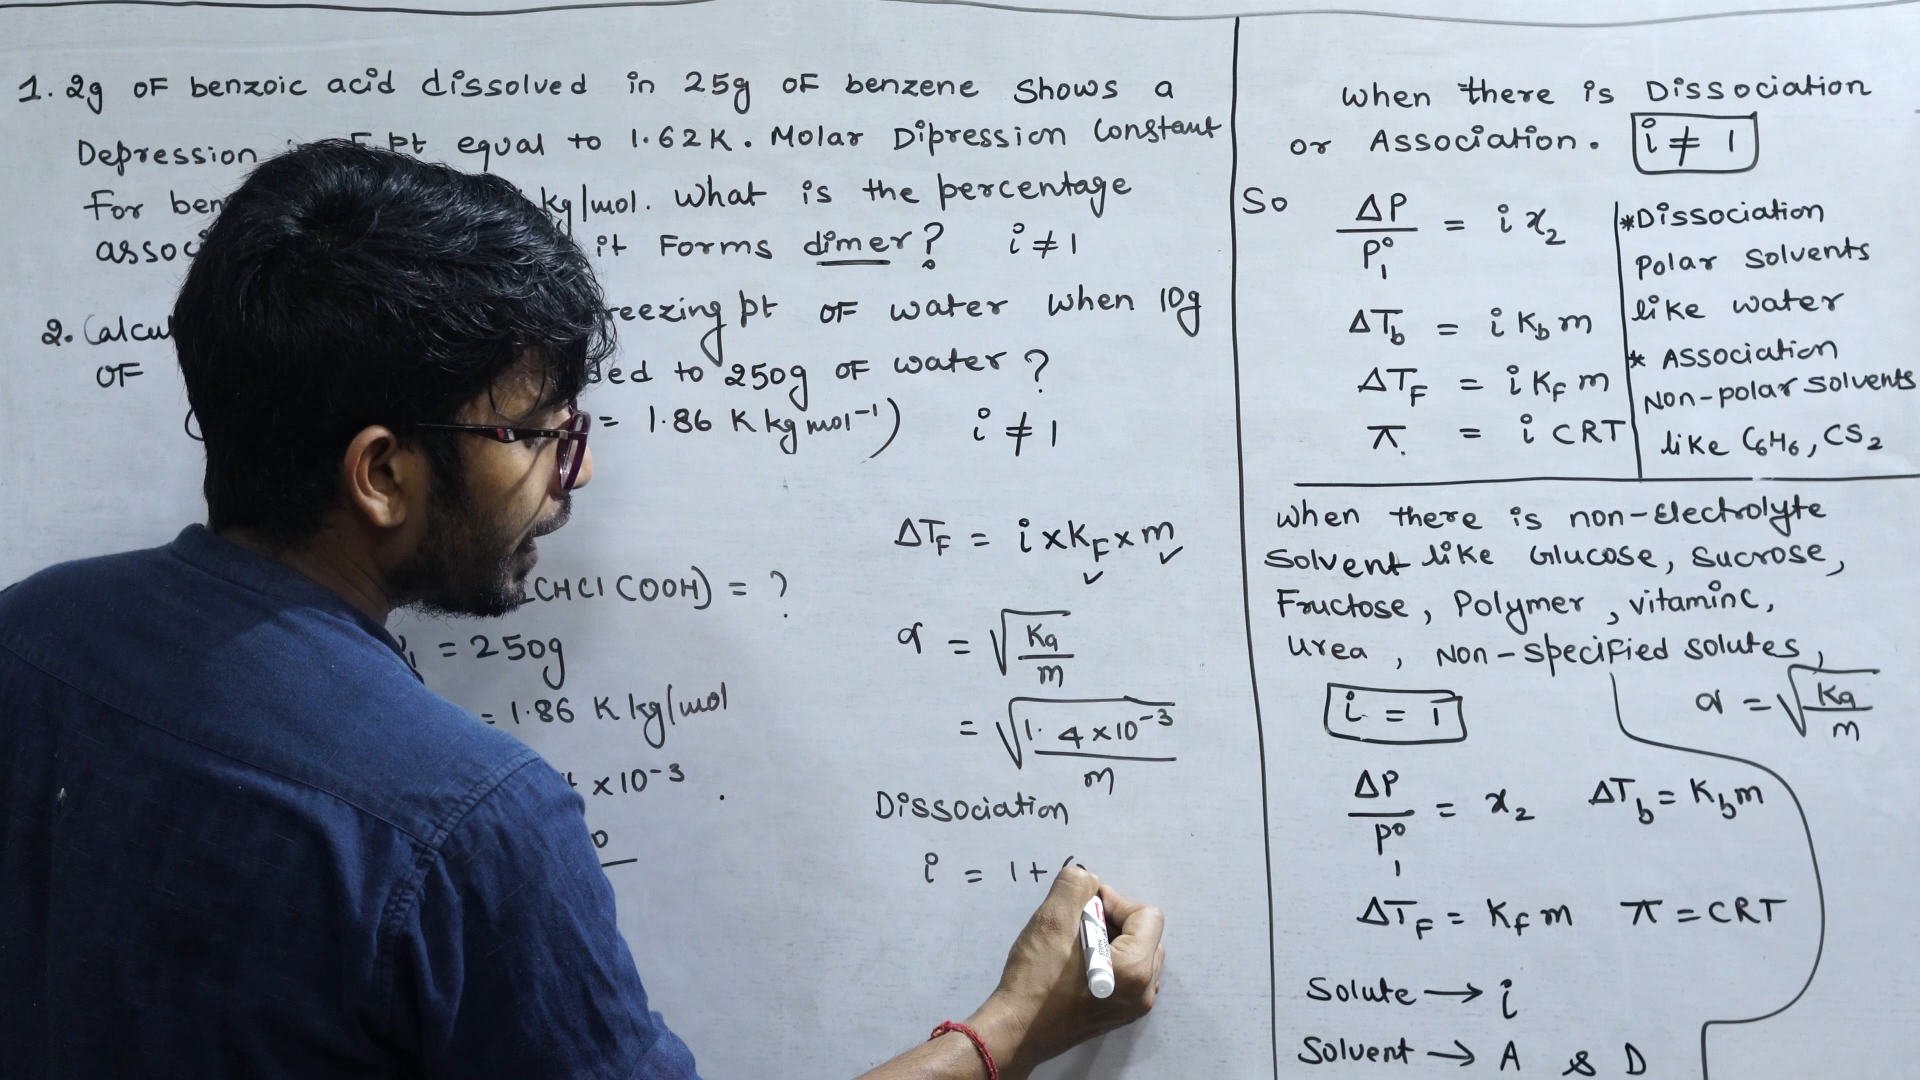 1. 2g OF benzoic acid dissolved in 25g OF benzene Shows a
Depression F.Pt equal to 1.62K. Molar Dipression Constant
For ben kg/mol. What is the percentage
assoc it Forms dimer? i ≠ 1
2. Calcul reezing pt OF water when 10g
OF ded to 250g OF water?
( = 1.86 K kg mol⁻¹) i ≠ 1
CHCl COOH) = ?
= 250g
= 1.86 K kg/mol
×10⁻³
ΔT_F = i × K_F × m
α = √(Ka/m)
= √(1.4×10⁻³/m)
Dissociation
i = 1 + (
When there is Dissociation
or Association. i ≠ 1
So ΔP/P₁⁰ = i x₂
ΔT_b = i K_b m
ΔT_F = i K_F m
π = i CRT
*Dissociation
Polar Solvents
like water
* Association
Non-polar Solvents
like C₆H₆, CS₂
When there is non-Electrolyte
Solvent like Glucose, Sucrose,
Fructose, Polymer, vitaminc,
Urea, Non-Specified Solutes,
i = 1
α = √(Ka/m)
ΔP/P₁⁰ = x₂ ΔT_b = K_b m
ΔT_F = K_F m π = CRT
Solute → i
Solvent → A & D